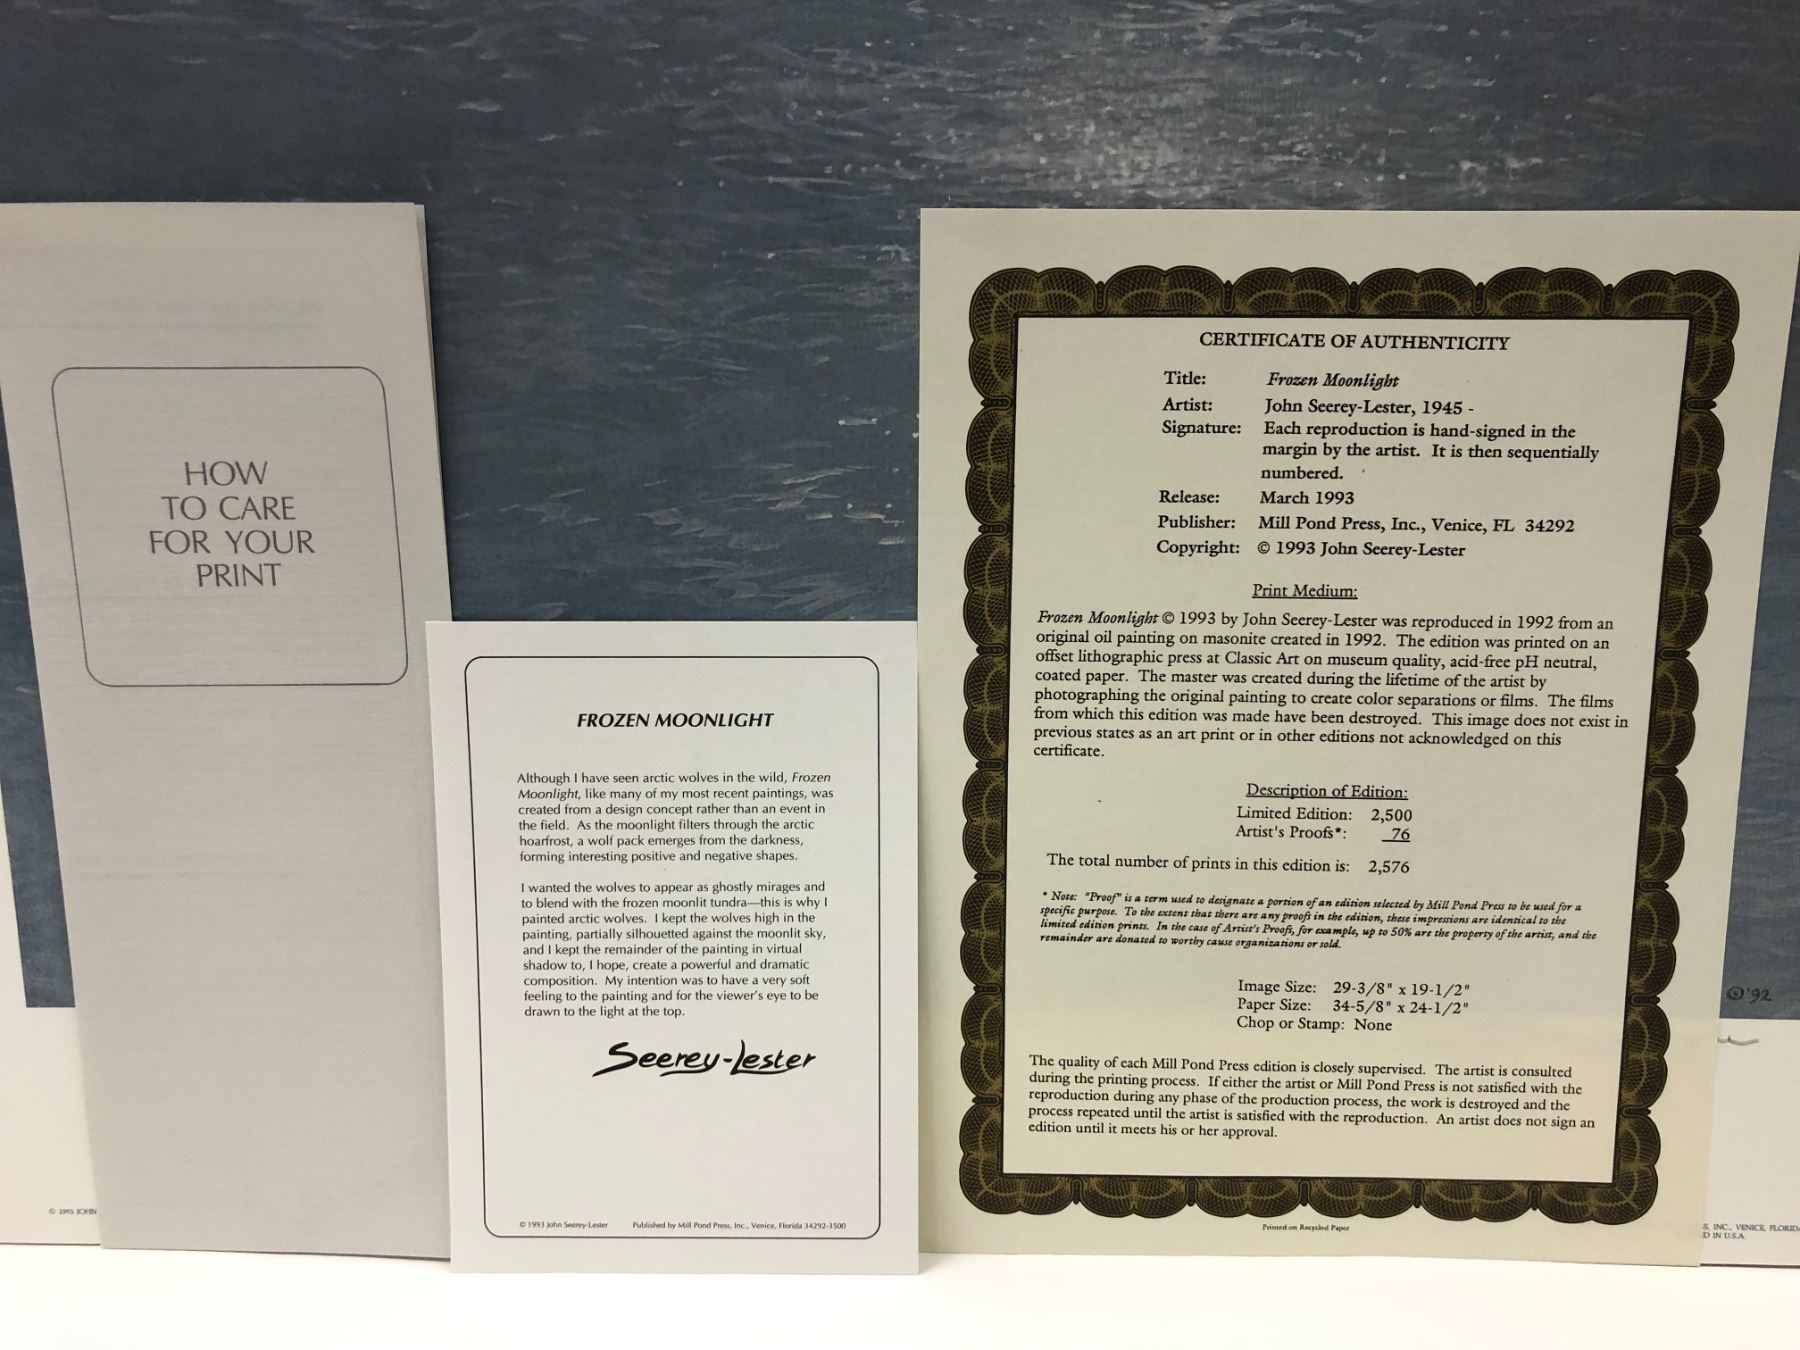 HOW
TO CARE
FOR YOUR
PRINT
© 1993 JOHN
FROZEN MOONLIGHT
Although I have seen arctic wolves in the wild, Frozen
Moonlight, like many of my most recent paintings, was
created from a design concept rather than an event in
the field. As the moonlight filters through the arctic
hoarfrost, a wolf pack emerges from the darkness,
forming interesting positive and negative shapes.
I wanted the wolves to appear as ghostly mirages and
to blend with the frozen moonlit tundra—this is why I
painted arctic wolves. I kept the wolves high in the
painting, partially silhouetted against the moonlit sky,
and I kept the remainder of the painting in virtual
shadow to, I hope, create a powerful and dramatic
composition. My intention was to have a very soft
feeling to the painting and for the viewer's eye to be
drawn to the light at the top.
Seerey-Lester
© 1993 John Seerey-Lester Published by Mill Pond Press, Inc., Venice, Florida 34292-3500
CERTIFICATE OF AUTHENTICITY
Title: Frozen Moonlight
Artist: John Seerey-Lester, 1945 -
Signature: Each reproduction is hand-signed in the
margin by the artist. It is then sequentially
numbered.
Release: March 1993
Publisher: Mill Pond Press, Inc., Venice, FL 34292
Copyright: © 1993 John Seerey-Lester
Print Medium:
Frozen Moonlight © 1993 by John Seerey-Lester was reproduced in 1992 from an
original oil painting on masonite created in 1992. The edition was printed on an
offset lithographic press at Classic Art on museum quality, acid-free pH neutral,
coated paper. The master was created during the lifetime of the artist by
photographing the original painting to create color separations or films. The films
from which this edition was made have been destroyed. This image does not exist in
previous states as an art print or in other editions not acknowledged on this
certificate.
Description of Edition:
Limited Edition: 2,500
Artist's Proofs*: 76
The total number of prints in this edition is: 2,576
* Note: "Proof" is a term used to designate a portion of an edition selected by Mill Pond Press to be used for a
specific purpose. To the extent that there are any proofs in the edition, these impressions are identical to the
limited edition prints. In the case of Artist's Proofs, for example, up to 50% are the property of the artist, and the
remainder are donated to worthy cause organizations or sold.
Image Size: 29-3/8" x 19-1/2"
Paper Size: 34-5/8" x 24-1/2"
Chop or Stamp: None
The quality of each Mill Pond Press edition is closely supervised. The artist is consulted
during the printing process. If either the artist or Mill Pond Press is not satisfied with the
reproduction during any phase of the production process, the work is destroyed and the
process repeated until the artist is satisfied with the reproduction. An artist does not sign an
edition until it meets his or her approval.
Printed on Recycled Paper
© '92
S, INC., VENICE, FLORIDA
D IN U.S.A.